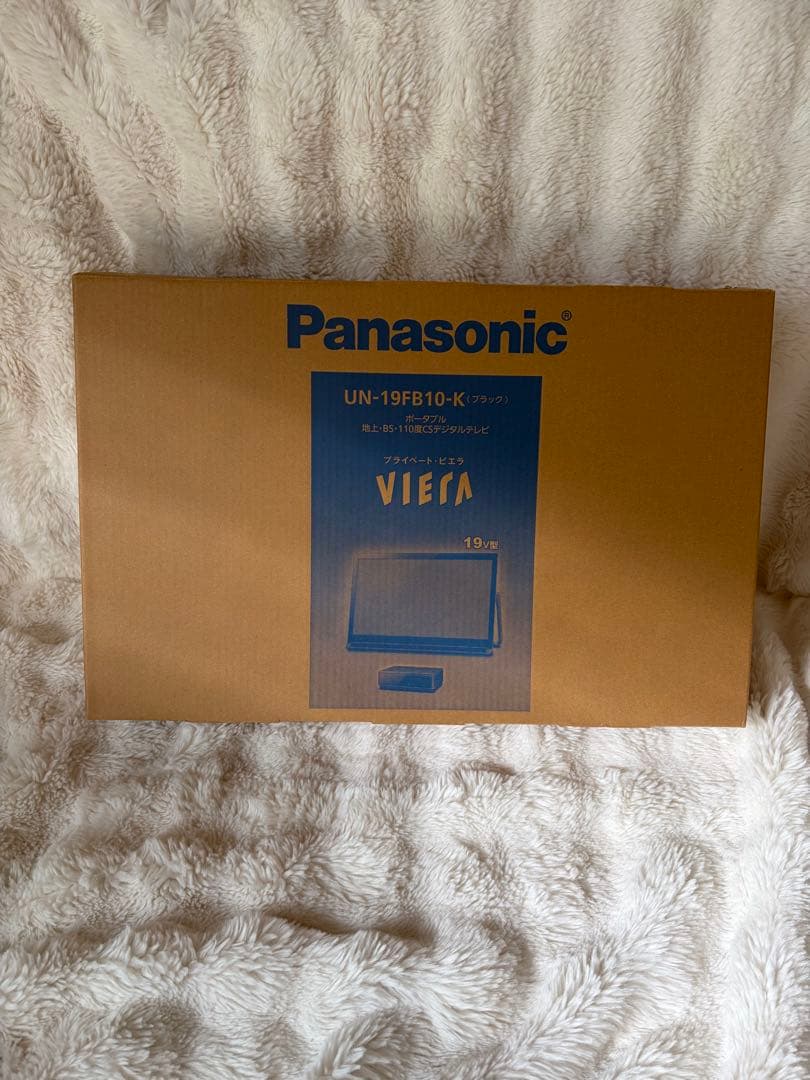 Panasonic®
UN-19FB10-K（ブラック）
ポータブル
地上・BS・110度CSデジタルテレビ
プライベート・ビエラ
VIErA
19V型